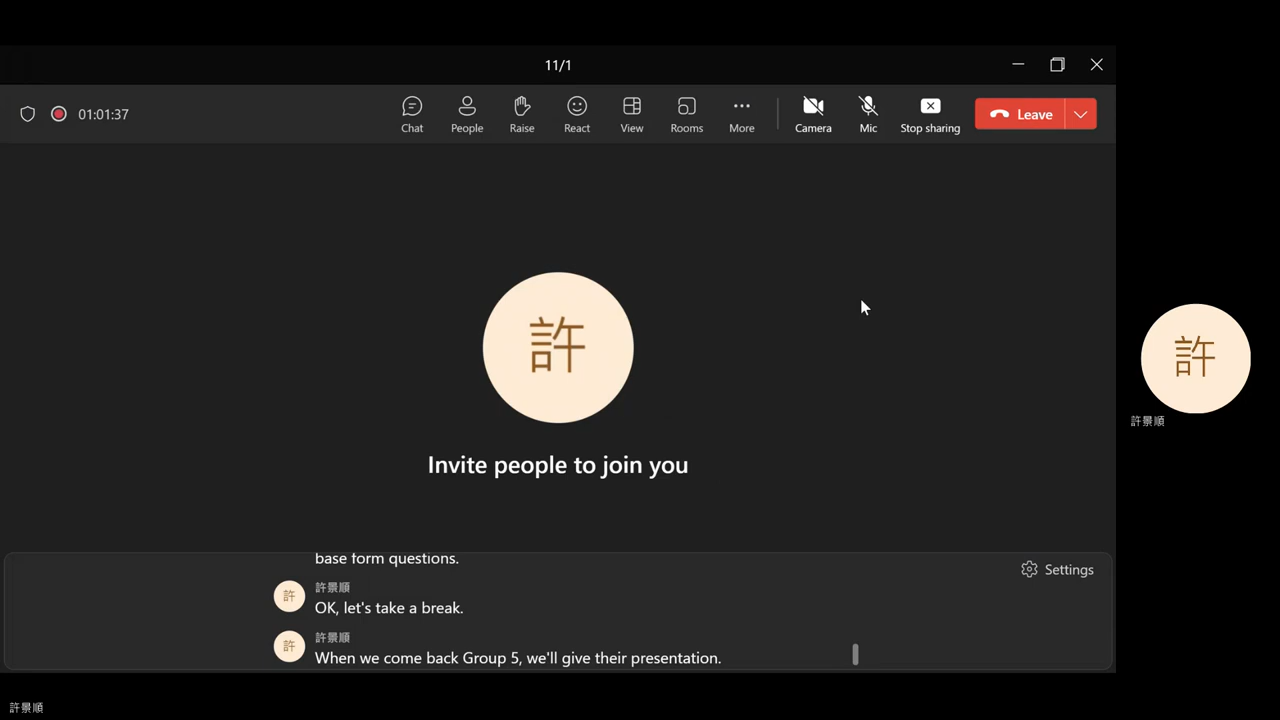 11/1
01:01:37
Chat
People
Raise
React
View
Rooms
More
Camera
Mic
Stop sharing
Leave
許
Invite people to join you
許
許景順
base form questions.
Settings
許
許景順
OK, let's take a break.
許
許景順
When we come back Group 5, we'll give their presentation.
許景順